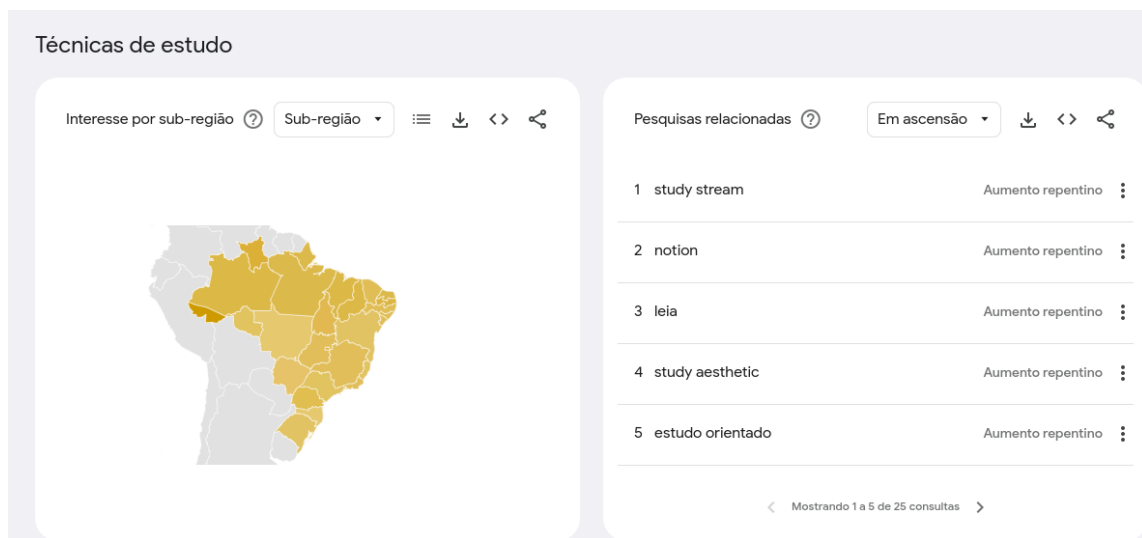 Técnicas de estudo
Interesse por sub-região
Sub-região
Pesquisas relacionadas
Em ascensão
1 study stream Aumento repentino
2 notion Aumento repentino
3 leia Aumento repentino
4 study aesthetic Aumento repentino
5 estudo orientado Aumento repentino
Mostrando 1 a 5 de 25 consultas